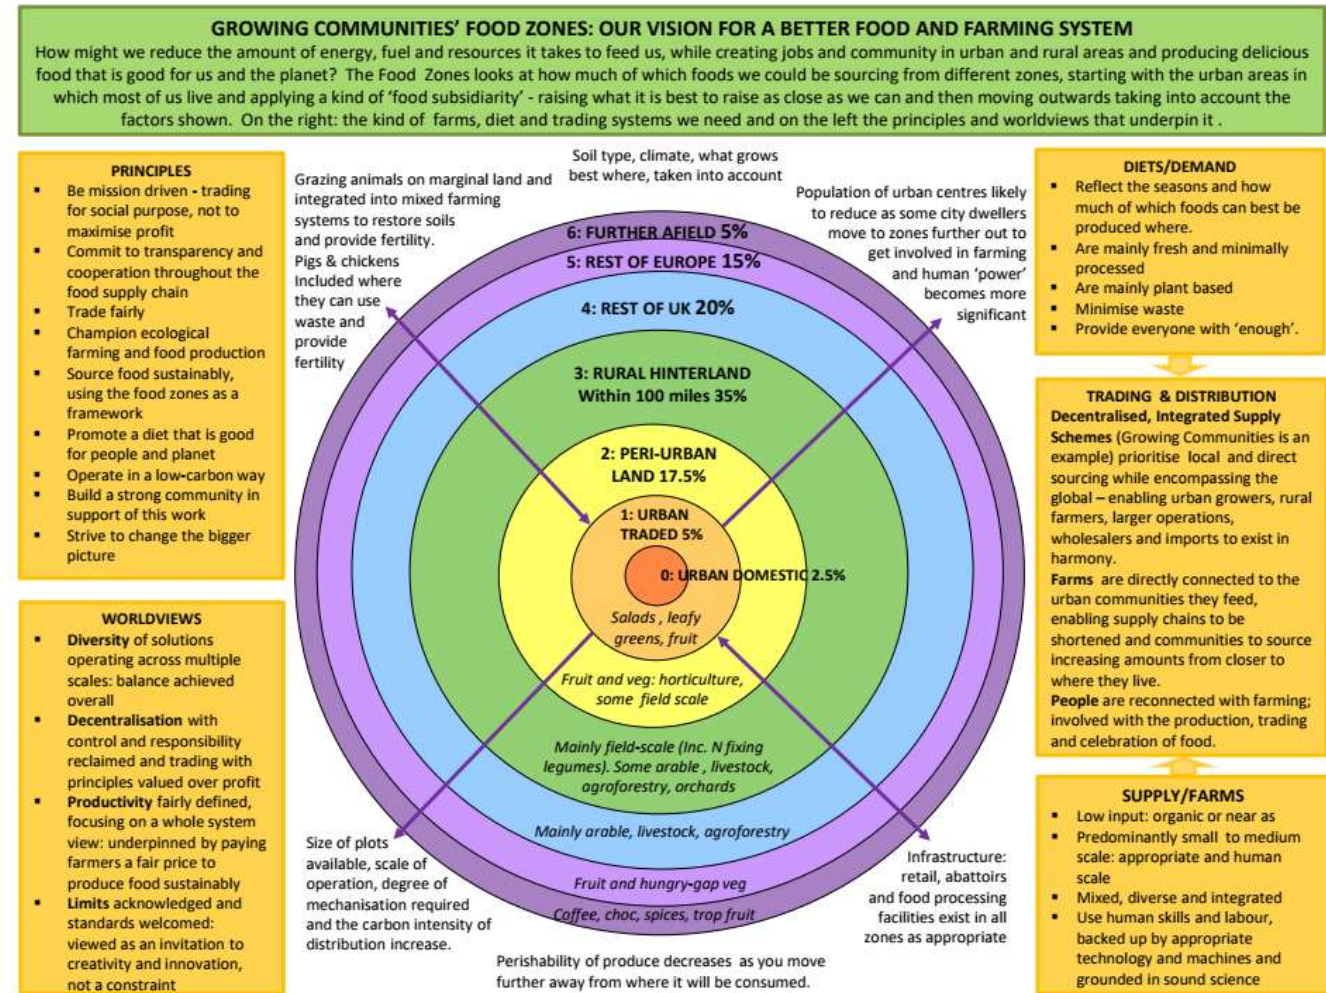 GROWING COMMUNITIES' FOOD ZONES: OUR VISION FOR A BETTER FOOD AND FARMING SYSTEM
How might we reduce the amount of energy, fuel and resources it takes to feed us, while creating jobs and community in urban and rural areas and producing delicious
food that is good for us and the planet? The Food Zones looks at how much of which foods we could be sourcing from different zones, starting with the urban areas in
which most of us live and applying a kind of 'food subsidiarity' - raising what it is best to raise as close as we can and then moving outwards taking into account the
factors shown. On the right: the kind of farms, diet and trading systems we need and on the left the principles and worldviews that underpin it .
PRINCIPLES
▪ Be mission driven - trading
for social purpose, not to
maximise profit
▪ Commit to transparency and
cooperation throughout the
food supply chain
▪ Trade fairly
▪ Champion ecological
farming and food production
▪ Source food sustainably,
using the food zones as a
framework
▪ Promote a diet that is good
for people and planet
▪ Operate in a low-carbon way
▪ Build a strong community in
support of this work
▪ Strive to change the bigger
picture
WORLDVIEWS
▪ Diversity of solutions
operating across multiple
scales: balance achieved
overall
▪ Decentralisation with
control and responsibility
reclaimed and trading with
principles valued over profit
▪ Productivity fairly defined,
focusing on a whole system
view: underpinned by paying
farmers a fair price to
produce food sustainably
▪ Limits acknowledged and
standards welcomed:
viewed as an invitation to
creativity and innovation,
not a constraint
Grazing animals on marginal land and
integrated into mixed farming
systems to restore soils
and provide fertility.
Pigs & chickens
Included where
they can use
waste and
provide
fertility
Soil type, climate, what grows
best where, taken into account
Population of urban centres likely
to reduce as some city dwellers
move to zones further out to
get involved in farming
and human 'power'
becomes more
significant
6: FURTHER AFIELD 5%
5: REST OF EUROPE 15%
4: REST OF UK 20%
3: RURAL HINTERLAND
Within 100 miles 35%
2: PERI-URBAN
LAND 17.5%
1: URBAN
TRADED 5%
0: URBAN DOMESTIC 2.5%
Salads , leafy
greens, fruit
Fruit and veg: horticulture,
some field scale
Mainly field-scale (Inc. N fixing
legumes). Some arable , livestock,
agroforestry, orchards
Mainly arable, livestock, agroforestry
Fruit and hungry-gap veg
Coffee, choc, spices, trop fruit
Size of plots
available, scale of
operation, degree of
mechanisation required
and the carbon intensity of
distribution increase.
Perishability of produce decreases as you move
further away from where it will be consumed.
Infrastructure:
retail, abattoirs
and food processing
facilities exist in all
zones as appropriate
DIETS/DEMAND
▪ Reflect the seasons and how
much of which foods can best be
produced where.
▪ Are mainly fresh and minimally
processed
▪ Are mainly plant based
▪ Minimise waste
▪ Provide everyone with 'enough'.
TRADING & DISTRIBUTION
Decentralised, Integrated Supply
Schemes (Growing Communities is an
example) prioritise local and direct
sourcing while encompassing the
global – enabling urban growers, rural
farmers, larger operations,
wholesalers and imports to exist in
harmony.
Farms are directly connected to the
urban communities they feed,
enabling supply chains to be
shortened and communities to source
increasing amounts from closer to
where they live.
People are reconnected with farming;
involved with the production, trading
and celebration of food.
SUPPLY/FARMS
▪ Low input: organic or near as
▪ Predominantly small to medium
scale: appropriate and human
scale
▪ Mixed, diverse and integrated
▪ Use human skills and labour,
backed up by appropriate
technology and machines and
grounded in sound science